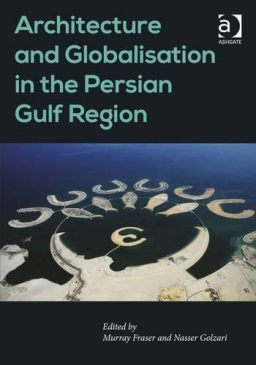 Architecture
and Globalisation
in the Persian
Gulf Region
a
ASHGATE
Edited by
Murray Fraser and Nasser Golzari